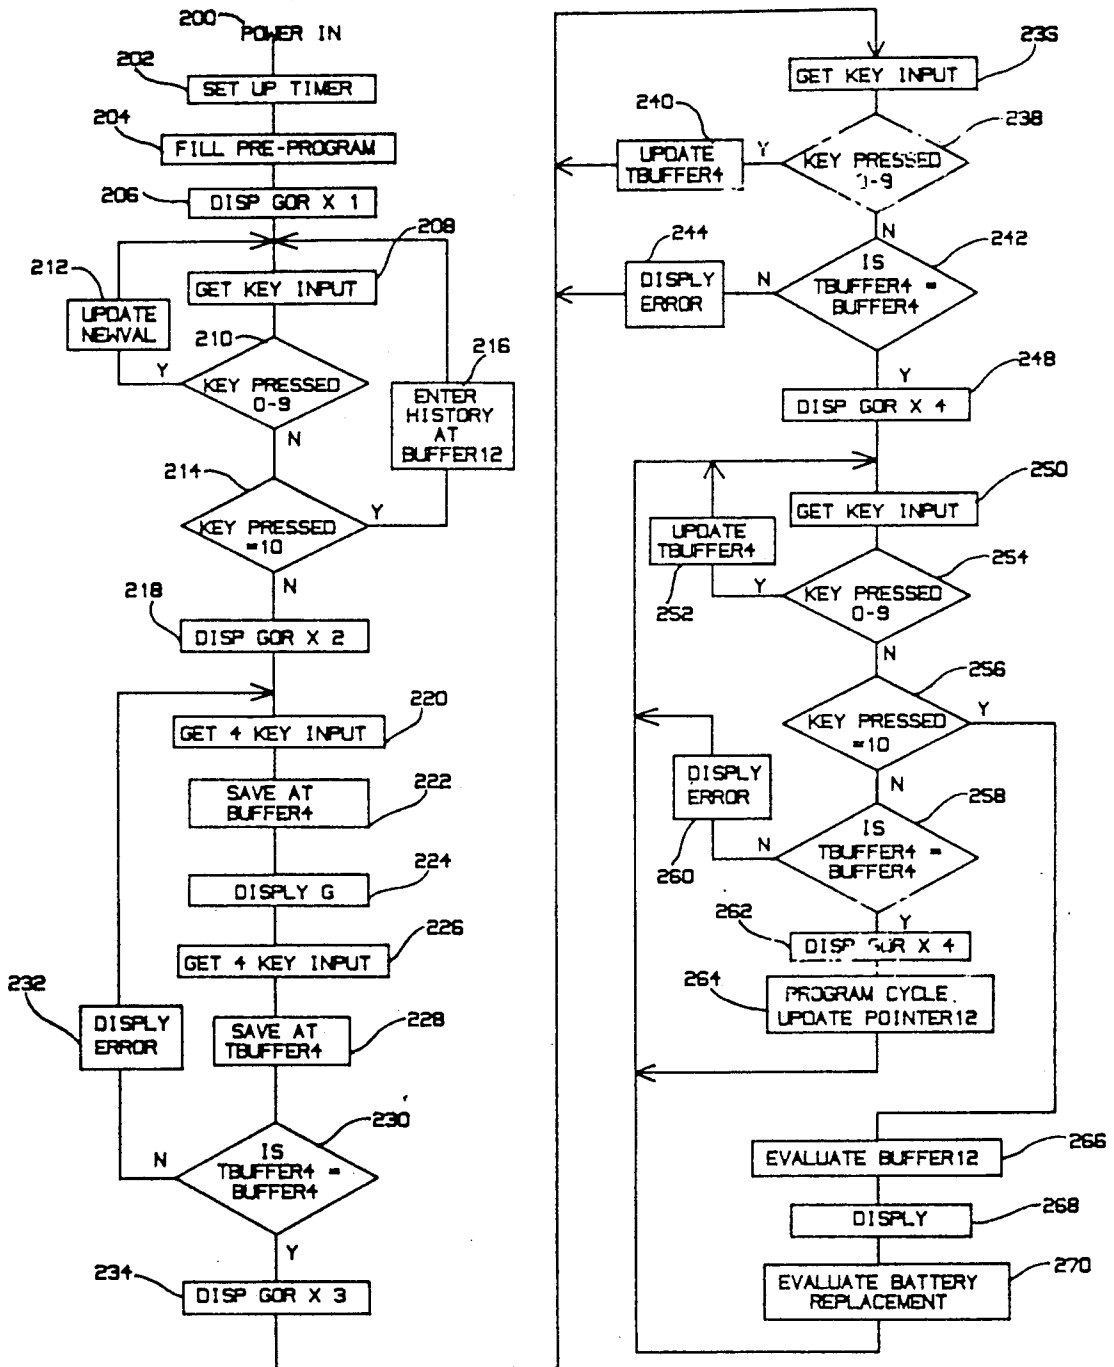 200
POWER IN
202
SET UP TIMER
204
FILL PRE-PROGRAM
206
DISP GOR X 1
208
212
GET KEY INPUT
UPDATE
NEWVAL
210
216
Y
KEY PRESSED
0-9
ENTER
HISTORY
AT
BUFFER12
N
214
Y
KEY PRESSED
=10
N
218
DISP GOR X 2
220
GET 4 KEY INPUT
222
SAVE AT
BUFFER4
224
DISPLY G
226
GET 4 KEY INPUT
232
228
DISPLY
ERROR
SAVE AT
TBUFFER4
230
N
IS
TBUFFER4 =
BUFFER4
Y
234
DISP GOR X 3
236
GET KEY INPUT
240
238
UPDATE
TBUFFER4
Y
KEY PRESSED
0-9
N
244
242
DISPLY
ERROR
N
IS
TBUFFER4 =
BUFFER4
Y
248
DISP GOR X 4
250
GET KEY INPUT
UPDATE
TBUFFER4
254
252
Y
KEY PRESSED
0-9
N
256
KEY PRESSED
=10
Y
DISPLY
ERROR
N
258
260
N
IS
TBUFFER4 =
BUFFER4
262
Y
DISP GOR X 4
264
PROGRAM CYCLE.
UPDATE POINTER12
266
EVALUATE BUFFER12
268
DISPLY
270
EVALUATE BATTERY
REPLACEMENT